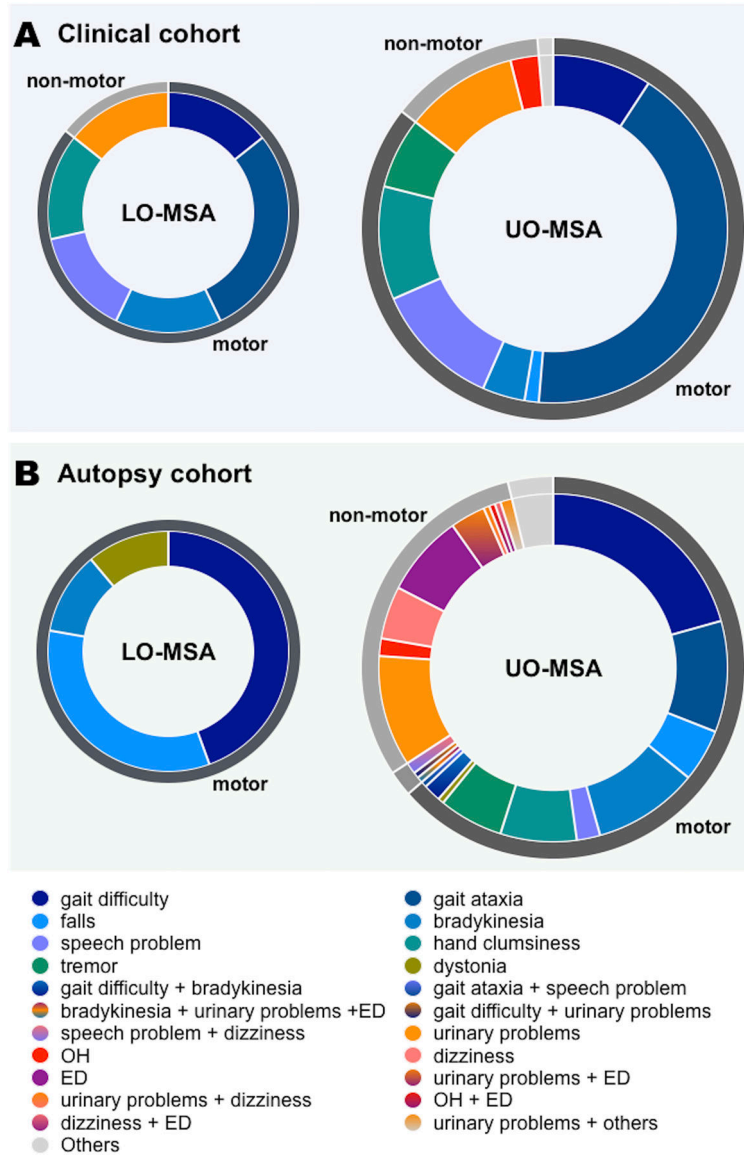 A Clinical cohort
non-motor
LO-MSA
motor
non-motor
UO-MSA
motor
B Autopsy cohort
LO-MSA
motor
non-motor
UO-MSA
motor
gait difficulty
falls
speech problem
tremor
gait difficulty + bradykinesia
bradykinesia + urinary problems +ED
speech problem + dizziness
OH
ED
urinary problems + dizziness
dizziness + ED
Others
gait ataxia
bradykinesia
hand clumsiness
dystonia
gait ataxia + speech problem
gait difficulty + urinary problems
urinary problems
dizziness
urinary problems + ED
OH + ED
urinary problems + others